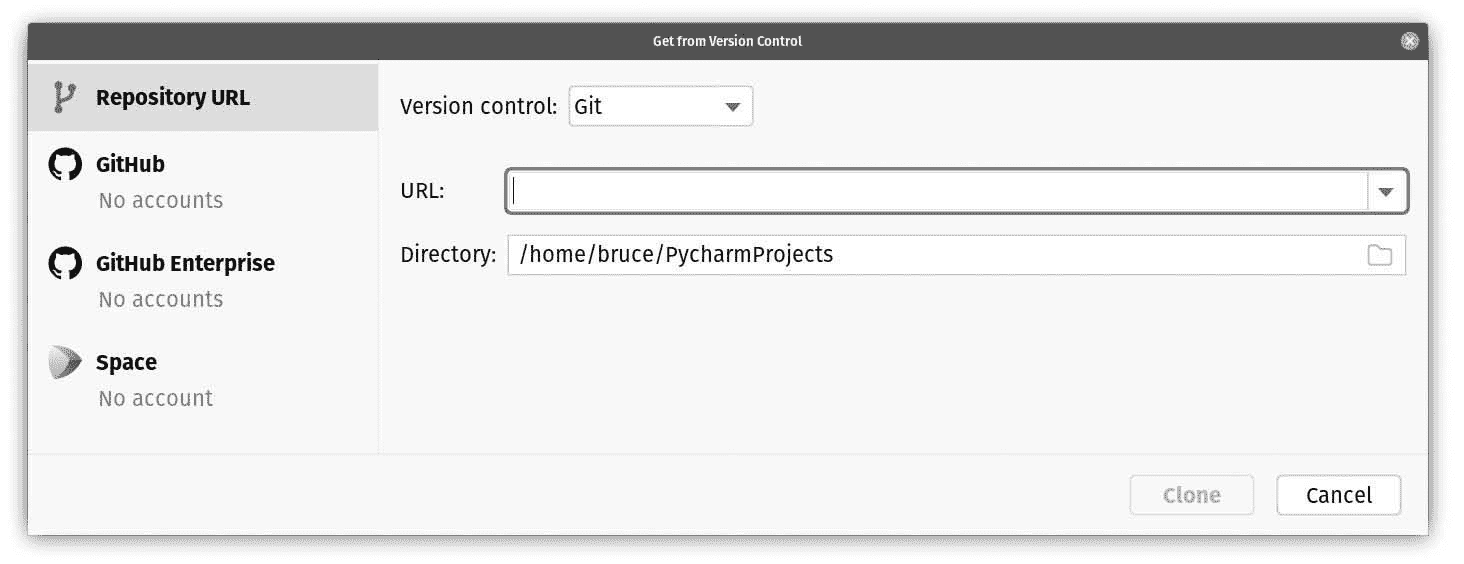 Get from Version Control
Repository URL
GitHub
No accounts
GitHub Enterprise
No accounts
Space
No account
Version control: Git
URL:
Directory: /home/bruce/PycharmProjects
Clone Cancel